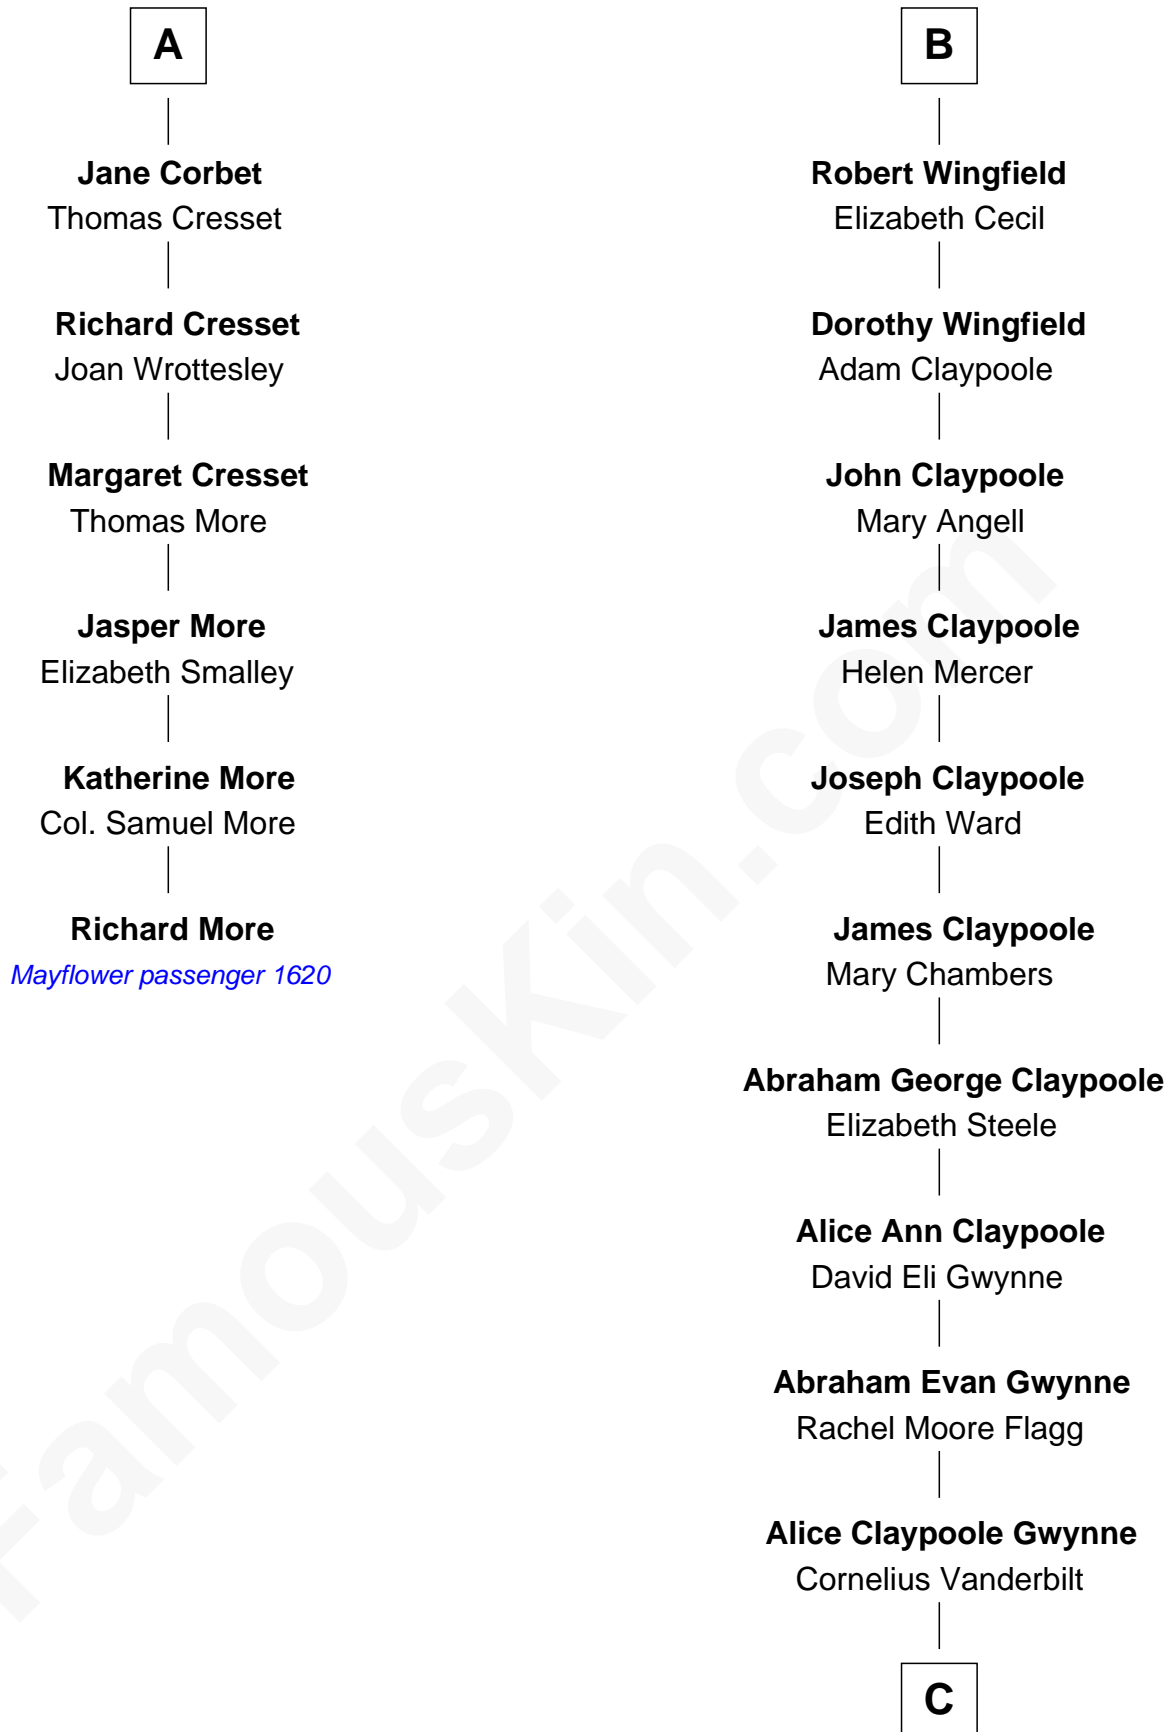 A
Jane Corbet
Thomas Cresset
Richard Cresset
Joan Wrottesley
Margaret Cresset
Thomas More
Jasper More
Elizabeth Smalley
Katherine More
Col. Samuel More
Richard More
Mayflower passenger 1620
B
Robert Wingfield
Elizabeth Cecil
Dorothy Wingfield
Adam Claypoole
John Claypoole
Mary Angell
James Claypoole
Helen Mercer
Joseph Claypoole
Edith Ward
James Claypoole
Mary Chambers
Abraham George Claypoole
Elizabeth Steele
Alice Ann Claypoole
David Eli Gwynne
Abraham Evan Gwynne
Rachel Moore Flagg
Alice Claypoole Gwynne
Cornelius Vanderbilt
C
FamousKin.com